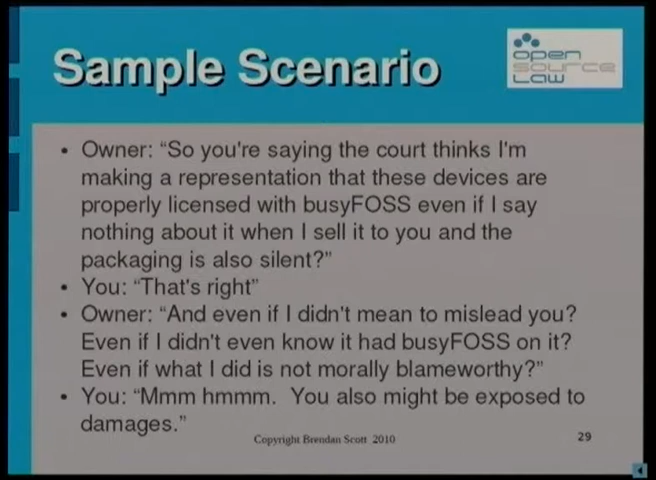 Sample Scenario
open
source
Law
• Owner: “So you're saying the court thinks I'm
making a representation that these devices are
properly licensed with busyFOSS even if I say
nothing about it when I sell it to you and the
packaging is also silent?”
• You: “That's right”
• Owner: “And even if I didn't mean to mislead you?
Even if I didn't even know it had busyFOSS on it?
Even if what I did is not morally blameworthy?”
• You: “Mmm hmmm.  You also might be exposed to
damages.”
Copyright Brendan Scott 2010
29